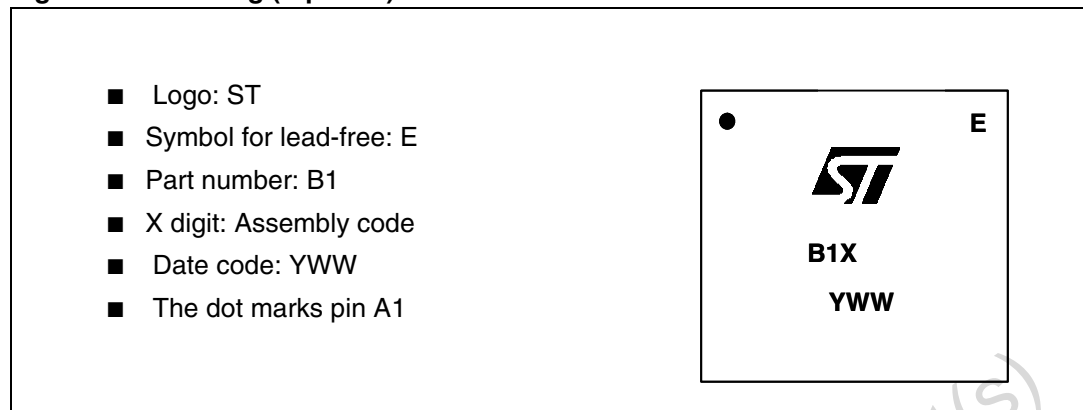 ■ Logo: ST
■ Symbol for lead-free: E
■ Part number: B1
■ X digit: Assembly code
■ Date code: YWW
■ The dot marks pin A1
E
ST
B1X
YWW
(s)